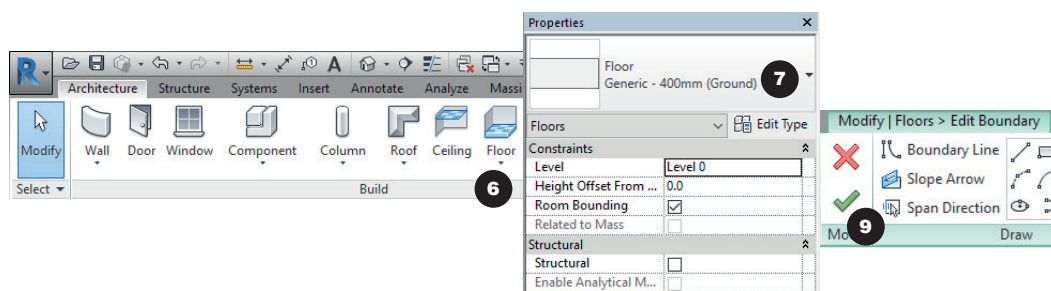 Architecture Structure Systems Insert Annotate Analyze Massi
Modify Wall Door Window Component Column Roof Ceiling Floor
Select Build
6
Properties
Floor
Generic - 400mm (Ground)
7
Floors Edit Type
Constraints
Level Level 0
Height Offset From ... 0.0
Room Bounding
Related to Mass
Structural
Structural
Enable Analytical M...
Modify | Floors > Edit Boundary
Boundary Line
Slope Arrow
Span Direction
9
Mo Draw